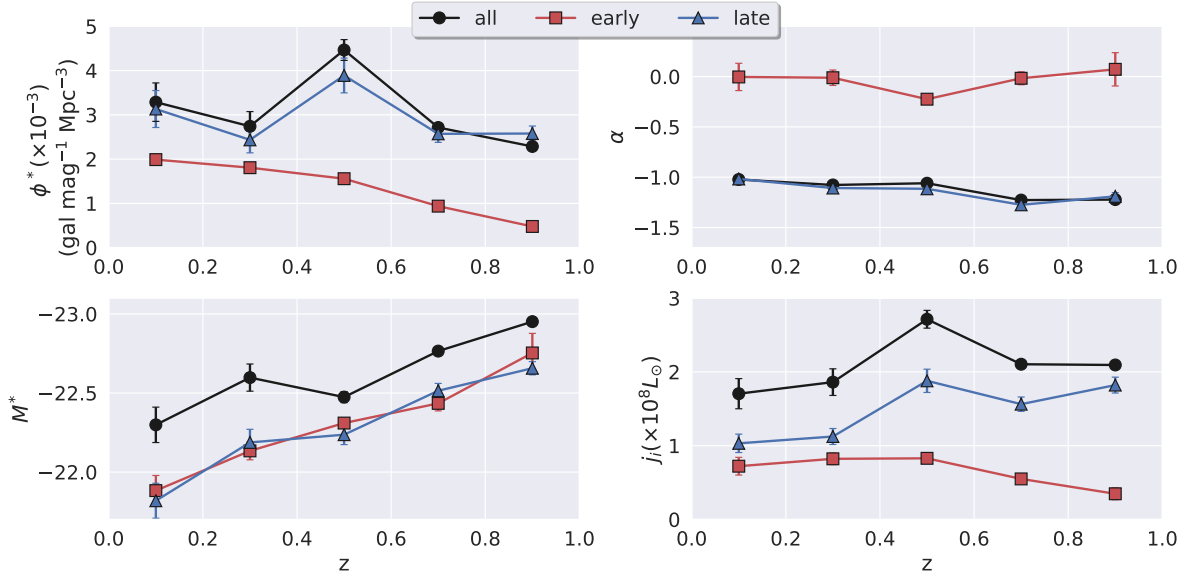 all early late
ϕ* (×10⁻³)
(gal mag⁻¹ Mpc⁻³)
5
4
3
2
1
0
0.0 0.2 0.4 0.6 0.8 1.0
α
0.0
−0.5
−1.0
−1.5
0.0 0.2 0.4 0.6 0.8 1.0
M*
−23.0
−22.5
−22.0
0.0 0.2 0.4 0.6 0.8 1.0
z
j_i(×10⁸L_⊙)
3
2
1
0
0.0 0.2 0.4 0.6 0.8 1.0
z